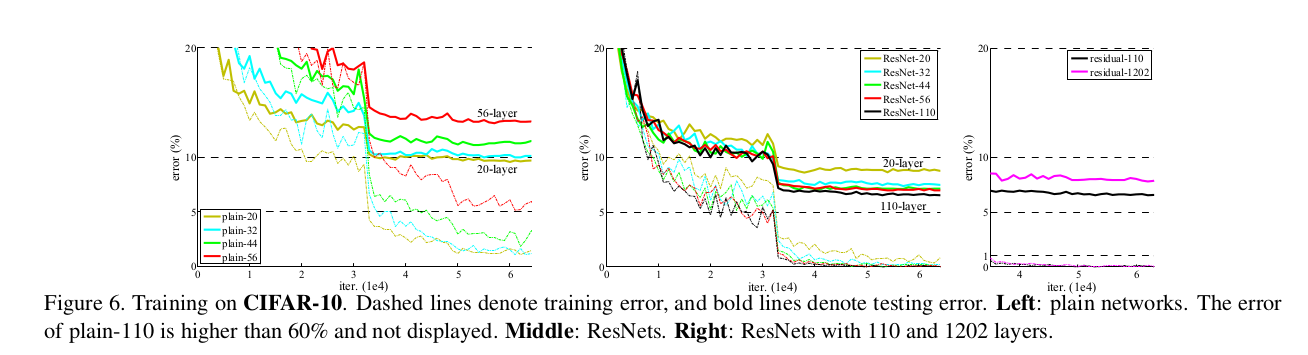 20
10
5
0
error (%)
0 1 2 3 4 5 6
iter. (1e4)
56-layer
20-layer
plain-20
plain-32
plain-44
plain-56
20
10
5
0
error (%)
0 1 2 3 4 5 6
iter. (1e4)
20-layer
110-layer
ResNet-20
ResNet-32
ResNet-44
ResNet-56
ResNet-110
20
10
5
1
0
error (%)
4 5 6
iter. (1e4)
residual-110
residual-1202
Figure 6. Training on CIFAR-10. Dashed lines denote training error, and bold lines denote testing error. Left: plain networks. The error
of plain-110 is higher than 60% and not displayed. Middle: ResNets. Right: ResNets with 110 and 1202 layers.